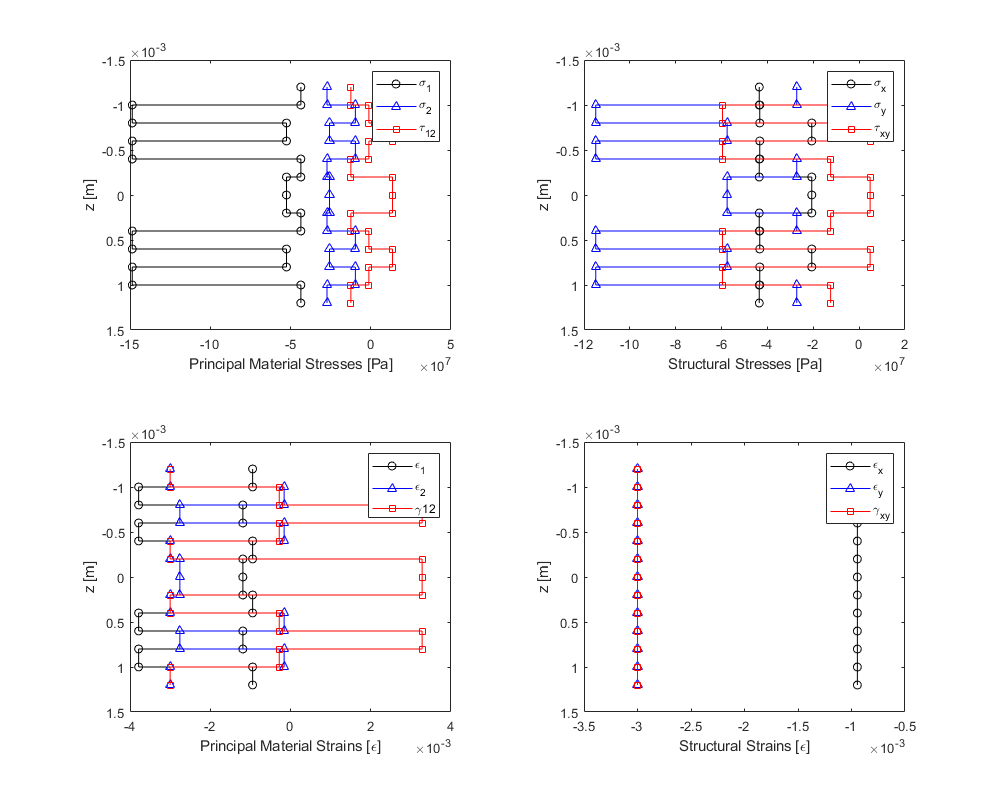 ×10-3
-1.5
-1
-0.5
0
0.5
1
1.5
z [m]
-15 -10 -5 0 5
Principal Material Stresses [Pa]
×107
σ1
σ2
τ12
×10-3
-1.5
-1
-0.5
0
0.5
1
1.5
z [m]
-12 -10 -8 -6 -4 -2 0 2
Structural Stresses [Pa]
×107
σx
σy
τxy
×10-3
-1.5
-1
-0.5
0
0.5
1
1.5
z [m]
-4 -2 0 2 4
Principal Material Strains [ϵ]
×10-3
ϵ1
ϵ2
γ12
×10-3
-1.5
-1
-0.5
0
0.5
1
1.5
z [m]
-3.5 -3 -2.5 -2 -1.5 -1 -0.5
Structural Strains [ϵ]
×10-3
ϵx
ϵy
γxy